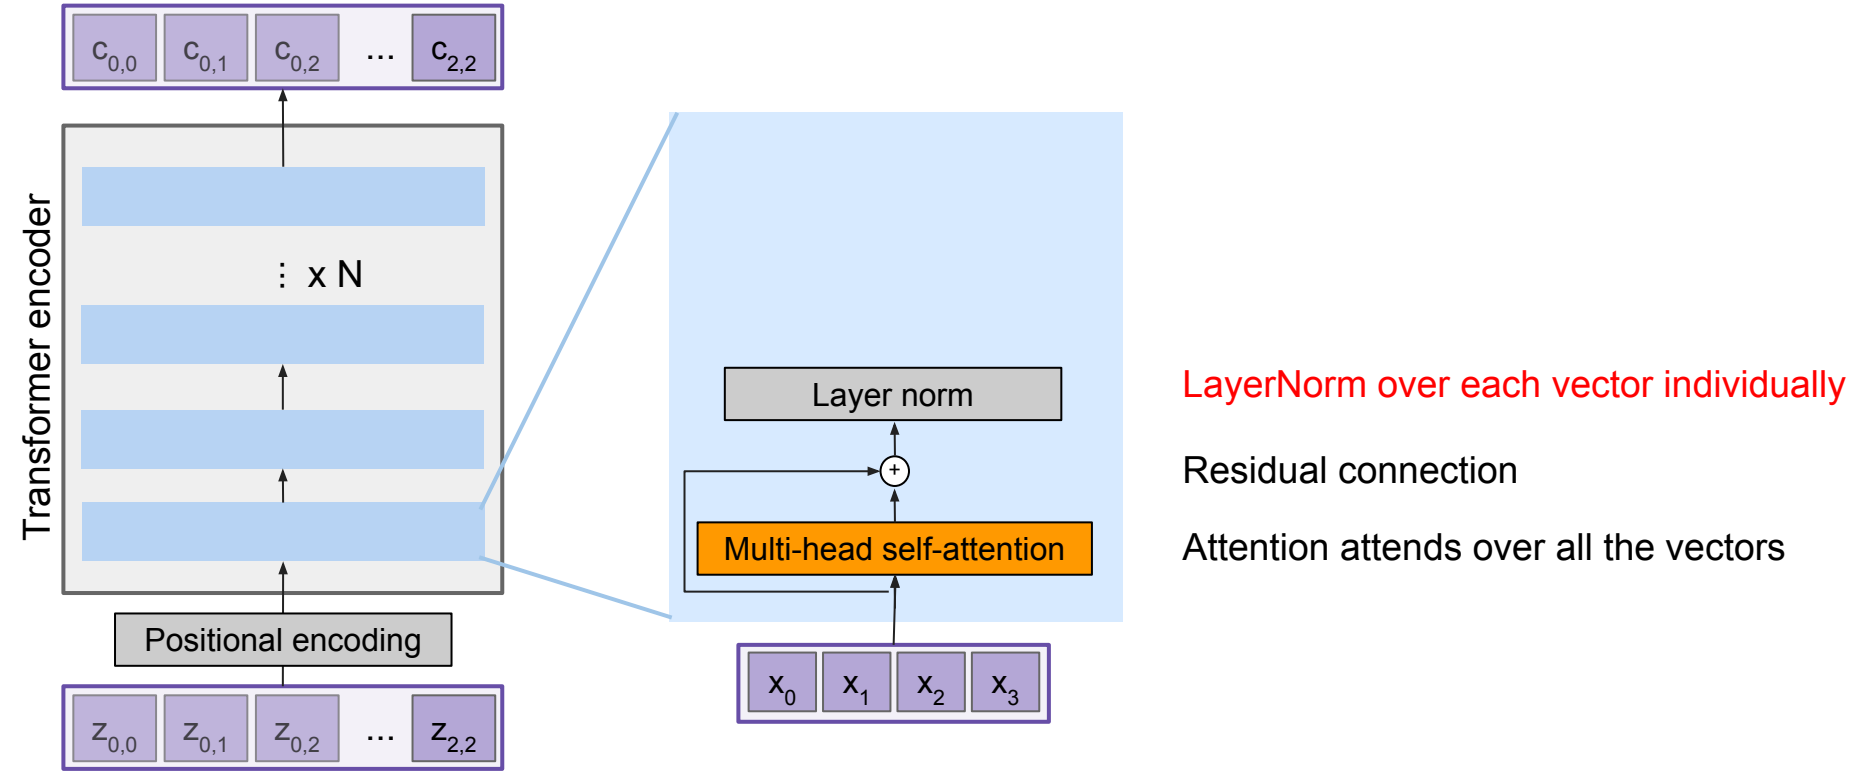 c0,0 c0,1 c0,2 ... c2,2
Transformer encoder
⋮ x N
Positional encoding
z0,0 z0,1 z0,2 ... z2,2
Layer norm
+
Multi-head self-attention
x0 x1 x2 x3
LayerNorm over each vector individually
Residual connection
Attention attends over all the vectors